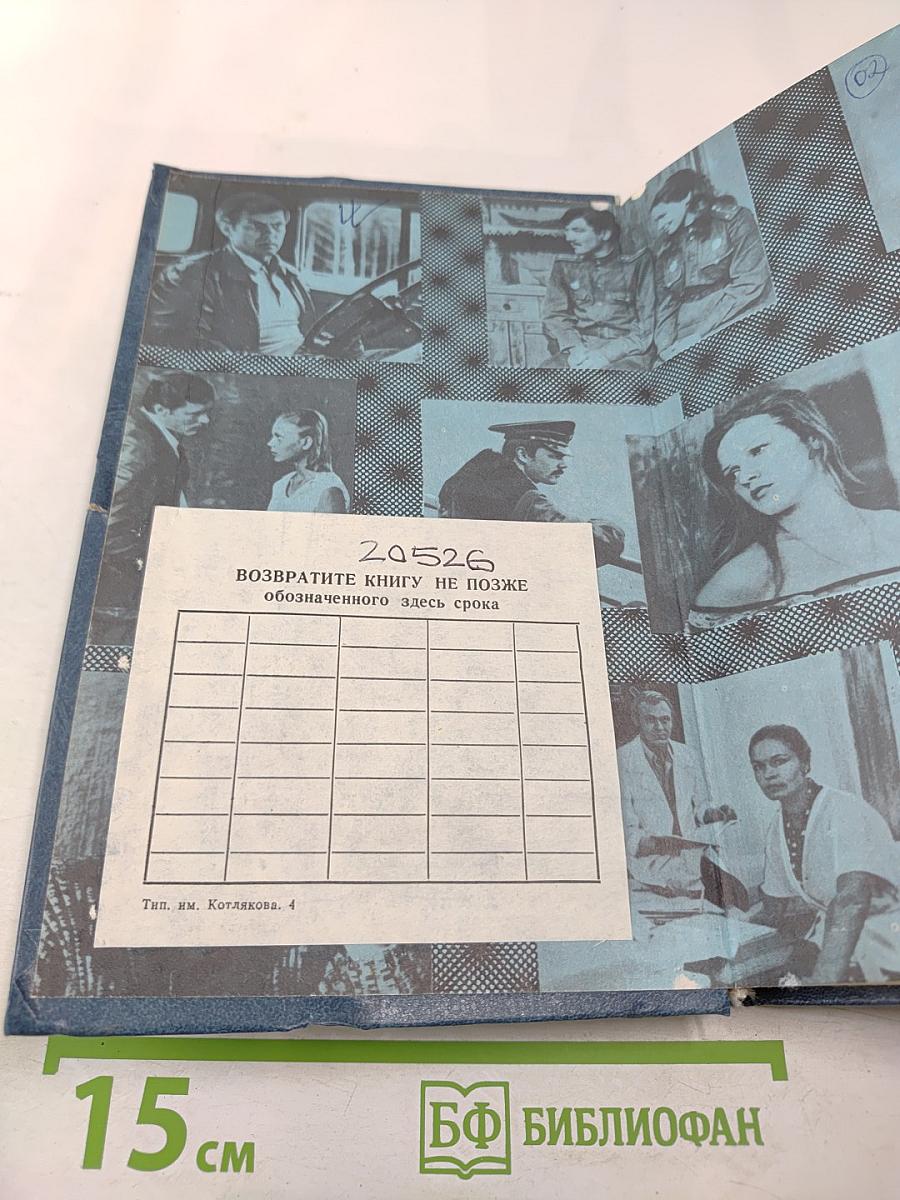 02
20526
ВОЗВРАТИТЕ КНИГУ НЕ ПОЗЖЕ
обозначенного здесь срока
Тип. им. Котлякова. 4
15 см
БФ БИБЛИОФАН